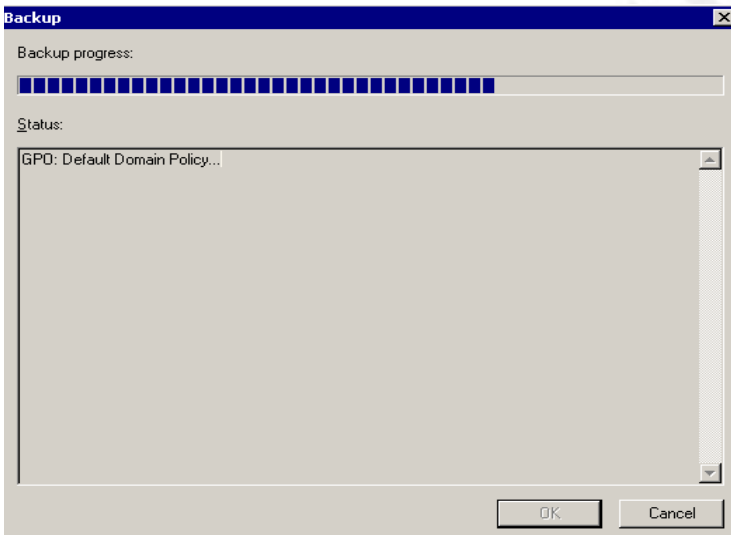 Backup
Backup progress:
Status:
GPO: Default Domain Policy...
OK
Cancel